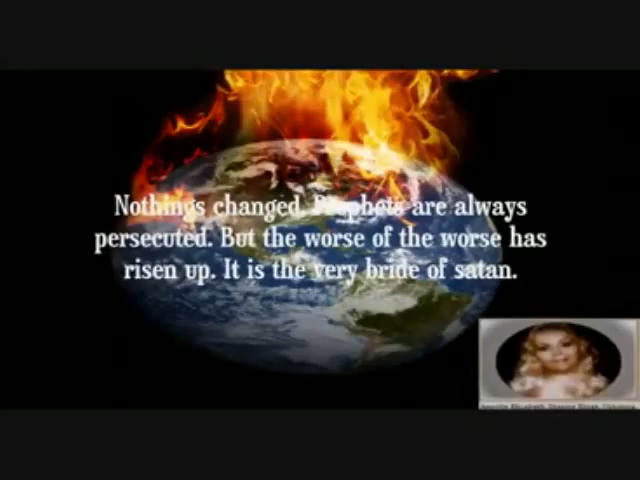 Nothings changed. Prophets are always
persecuted. But the worse of the worse has
risen up. It is the very bride of satan.